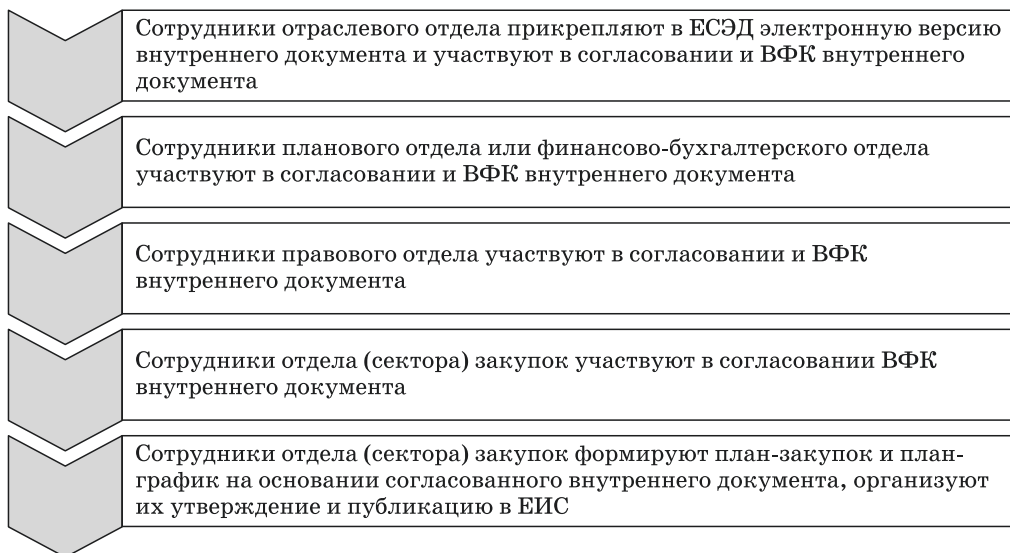 Сотрудники отраслевого отдела прикрепляют в ЕСЭД электронную версию
внутреннего документа и участвуют в согласовании и ВФК внутреннего
документа
Сотрудники планового отдела или финансово-бухгалтерского отдела
участвуют в согласовании и ВФК внутреннего документа
Сотрудники правового отдела участвуют в согласовании и ВФК
внутреннего документа
Сотрудники отдела (сектора) закупок участвуют в согласовании ВФК
внутреннего документа
Сотрудники отдела (сектора) закупок формируют план-закупок и план-
график на основании согласованного внутреннего документа, организуют
их утверждение и публикацию в ЕИС